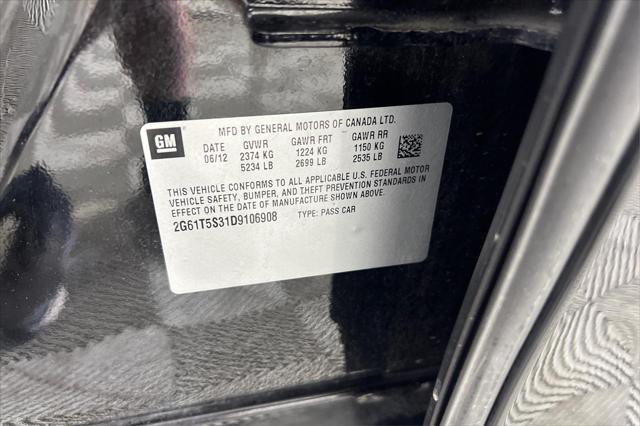 MFD BY GENERAL MOTORS OF CANADA LTD.
GM
DATE GVWR GAWR FRT GAWR RR
06/12 2374 KG 1224 KG 1150 KG
5234 LB 2699 LB 2535 LB
THIS VEHICLE CONFORMS TO ALL APPLICABLE U.S. FEDERAL MOTOR
VEHICLE SAFETY, BUMPER, AND THEFT PREVENTION STANDARDS IN
EFFECT ON THE DATE OF MANUFACTURE SHOWN ABOVE.
2G61T5S31D9106908 TYPE: PASS CAR